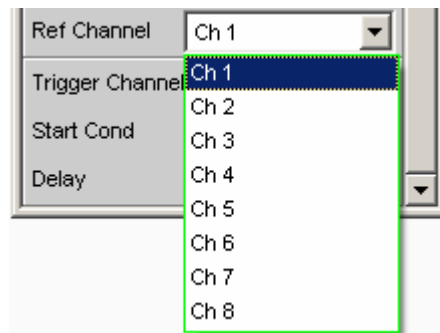 Ref Channel Ch 1
Trigger Channel Ch 1
Ch 2
Start Cond Ch 3
Delay Ch 4
Ch 5
Ch 6
Ch 7
Ch 8